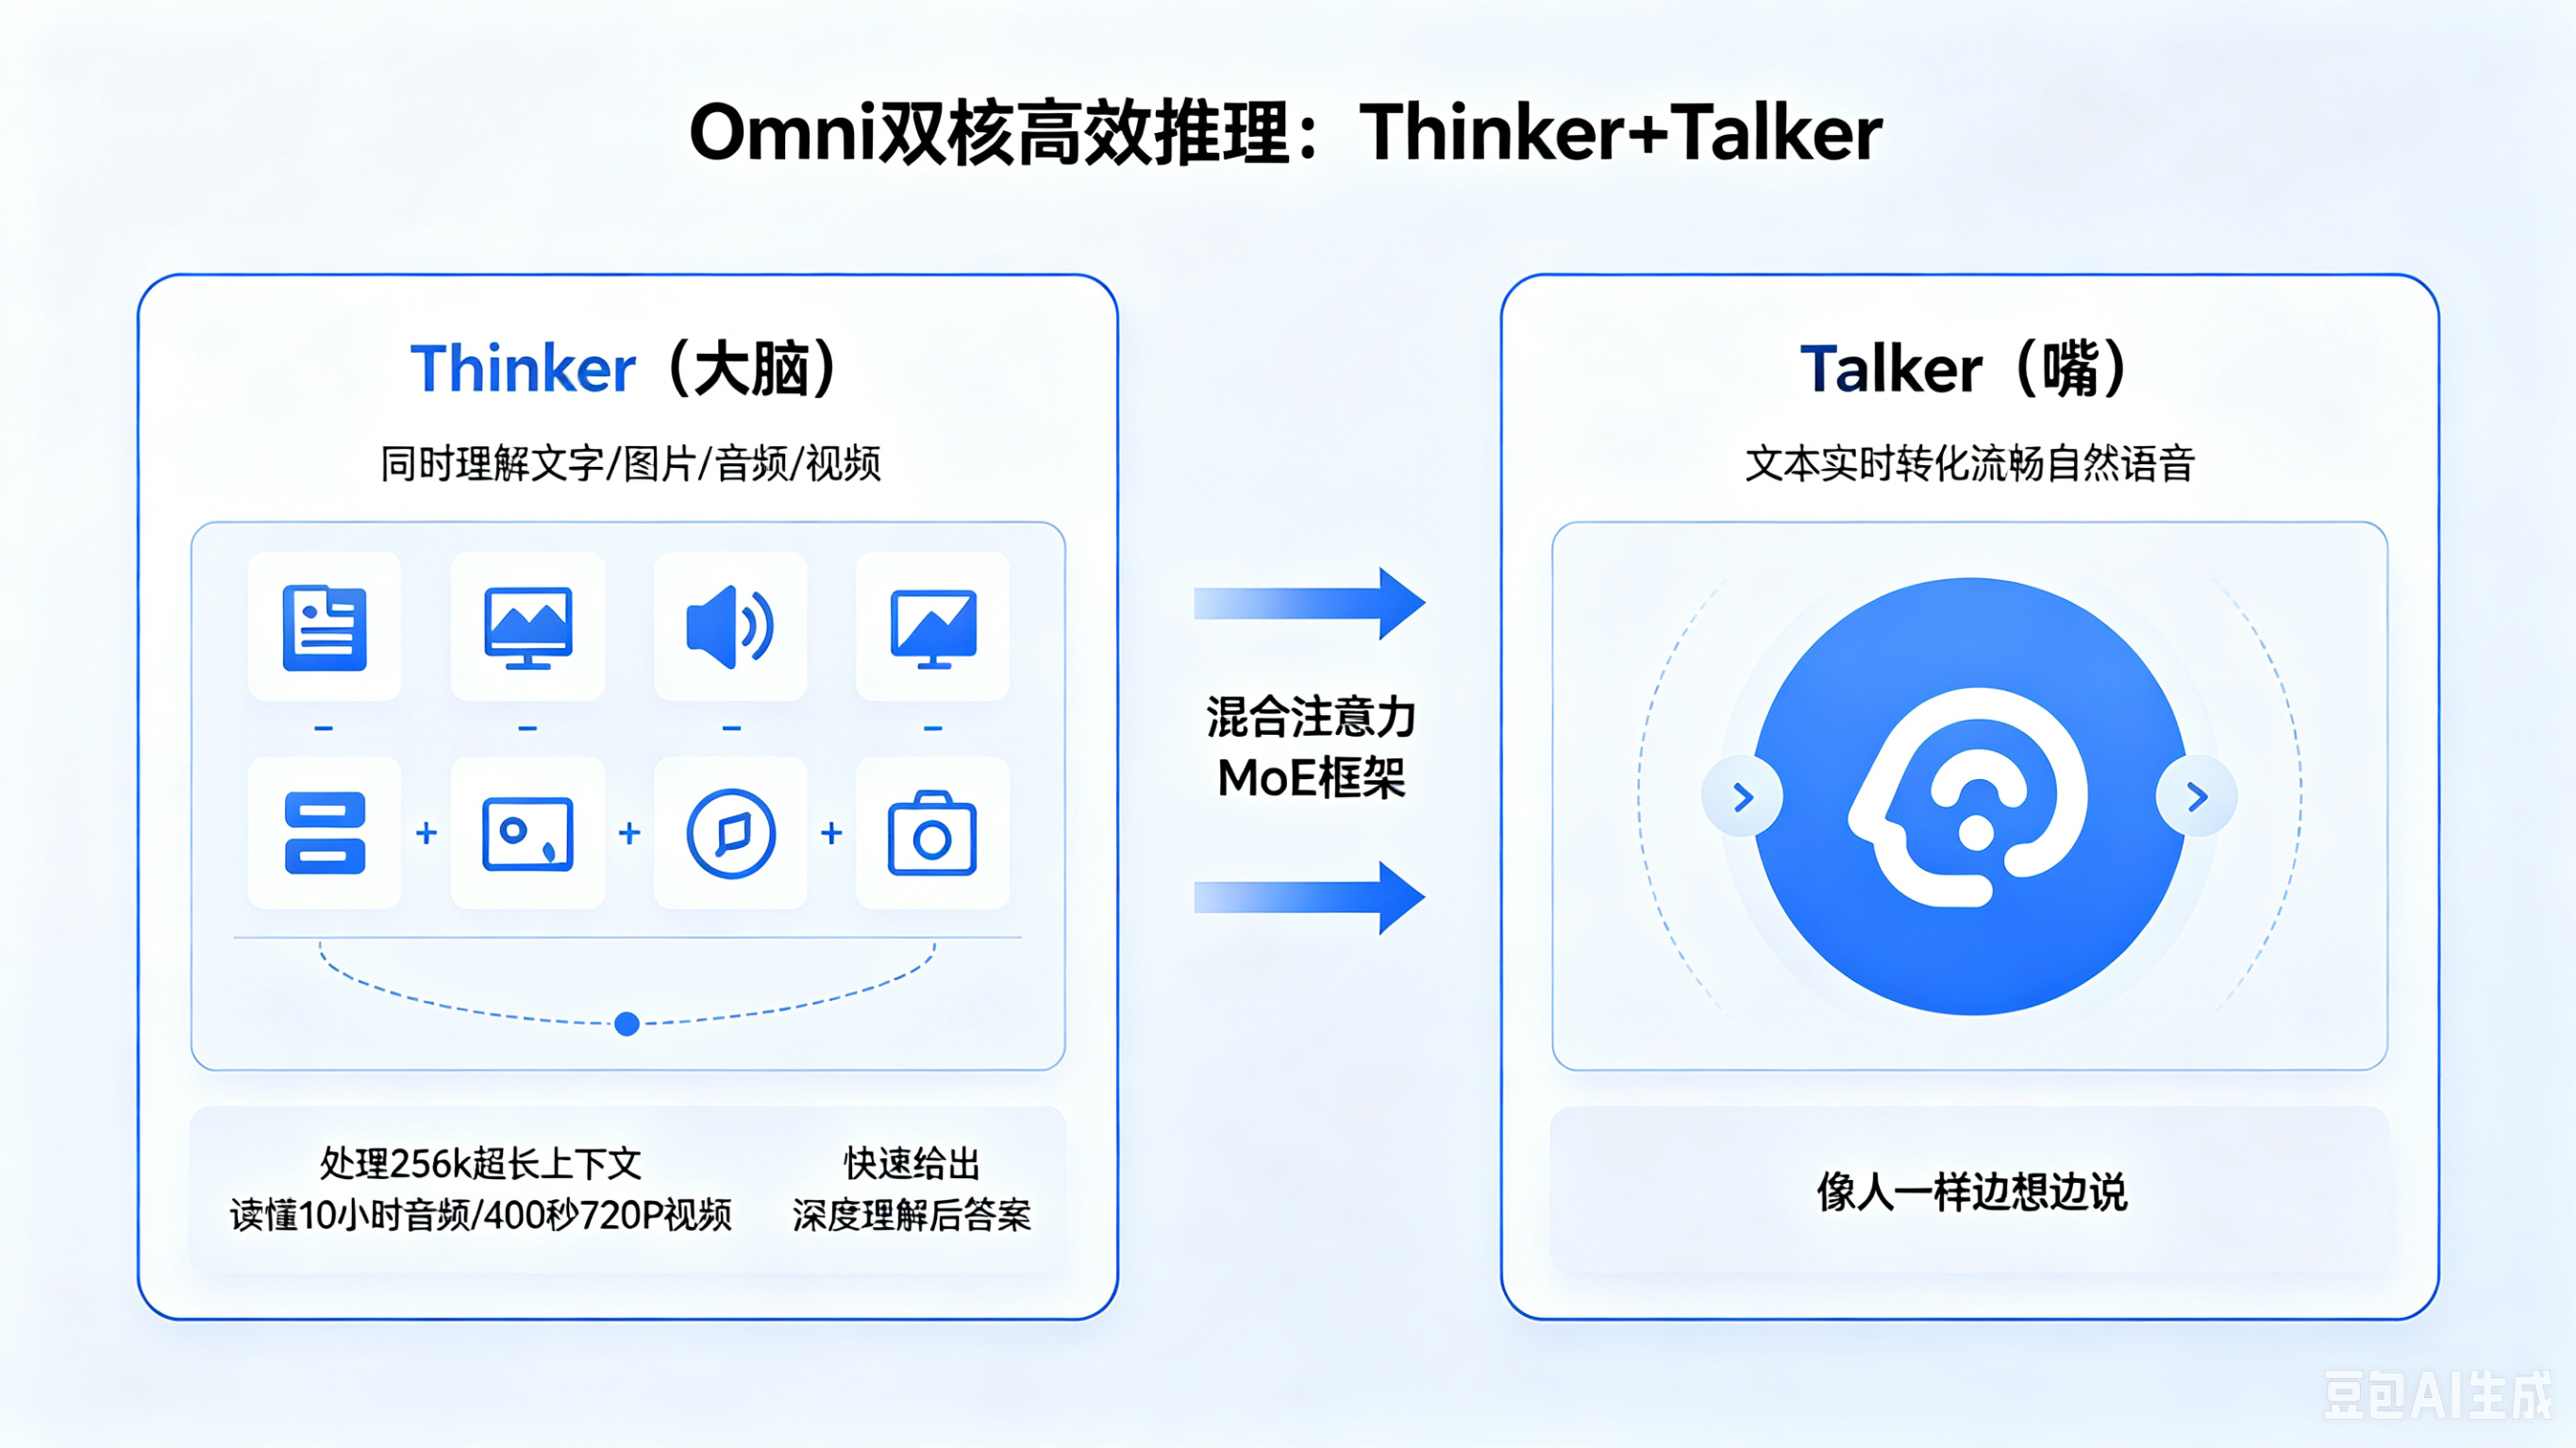 Omni双核高效推理：Thinker+Talker
Thinker（大脑）
同时理解文字/图片/音频/视频
处理256k超长上下文
读懂10小时音频/400秒720P视频
快速给出
深度理解后答案
混合注意力
MoE框架
Talker（嘴）
文本实时转化流畅自然语音
像人一样边想边说
豆包AI生成